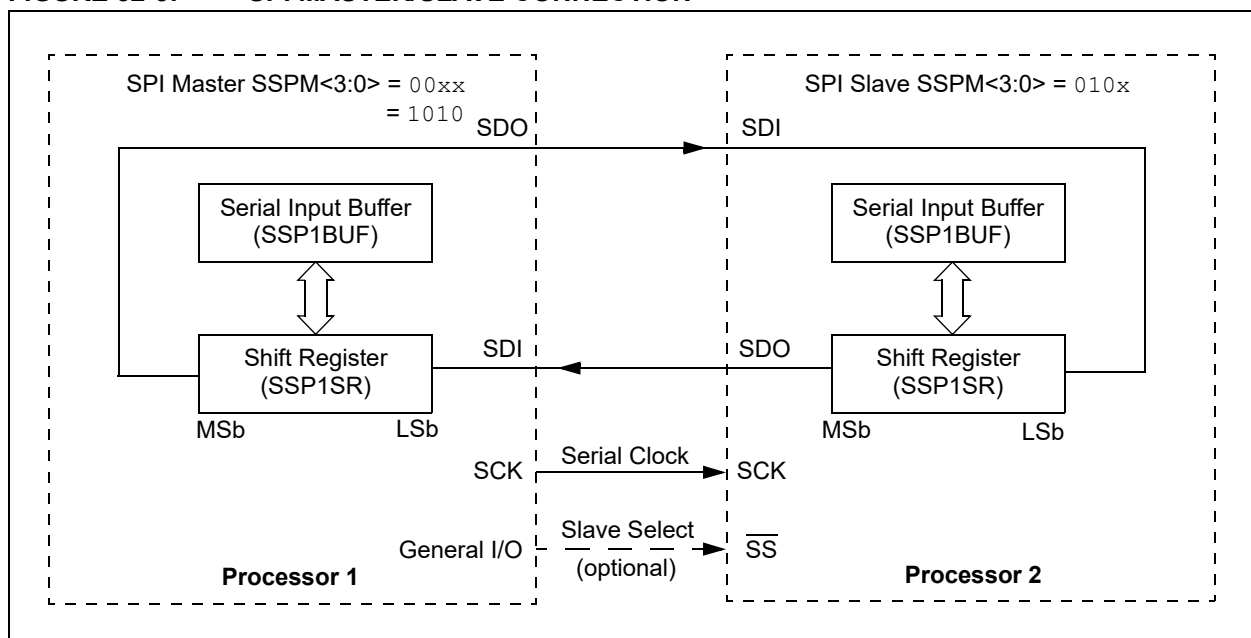 SPI Master SSPM<3:0> = 00xx
= 1010
SPI Slave SSPM<3:0> = 010x
SDO
SDI
Serial Input Buffer
(SSP1BUF)
Serial Input Buffer
(SSP1BUF)
Shift Register
(SSP1SR)
SDI
SDO
Shift Register
(SSP1SR)
MSb
LSb
MSb
LSb
SCK
Serial Clock
SCK
General I/O
Slave Select
(optional)
SS
Processor 1
Processor 2